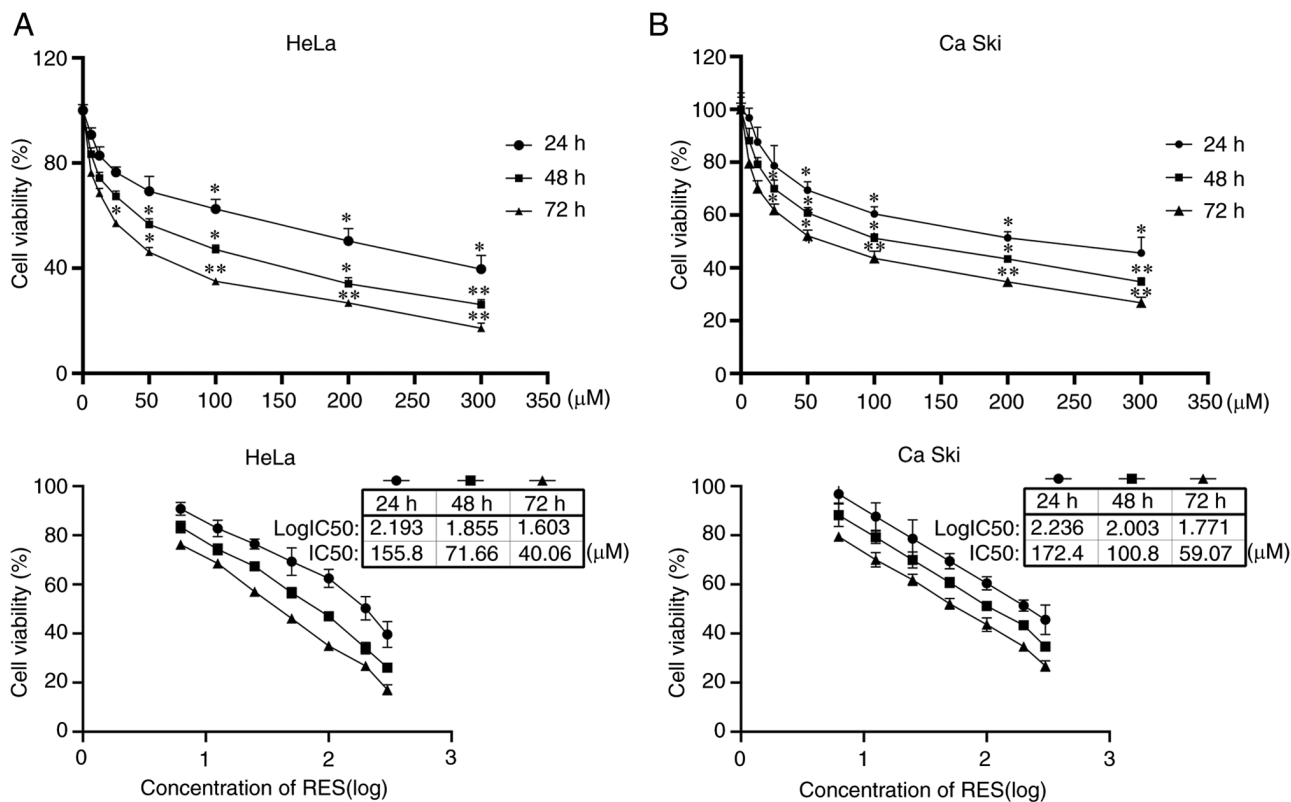 A
HeLa
120
80
40
0
Cell viability (%)
24 h
48 h
72 h
* * * *
* * * * **
* * ** ** **
0 50 100 150 200 250 300 350 (μM)
B
Ca Ski
120
100
80
60
40
20
0
Cell viability (%)
24 h
48 h
72 h
* * * *
* * * * **
* * ** ** **
0 50 100 150 200 250 300 350 (μM)
HeLa
100
80
60
40
20
0
Cell viability (%)
24 h 48 h 72 h
LogIC50: 2.193 1.855 1.603
IC50: 155.8 71.66 40.06 (μM)
0 1 2 3
Concentration of RES(log)
Ca Ski
100
80
60
40
20
0
Cell viability (%)
24 h 48 h 72 h
LogIC50: 2.236 2.003 1.771
IC50: 172.4 100.8 59.07 (μM)
0 1 2 3
Concentration of RES(log)